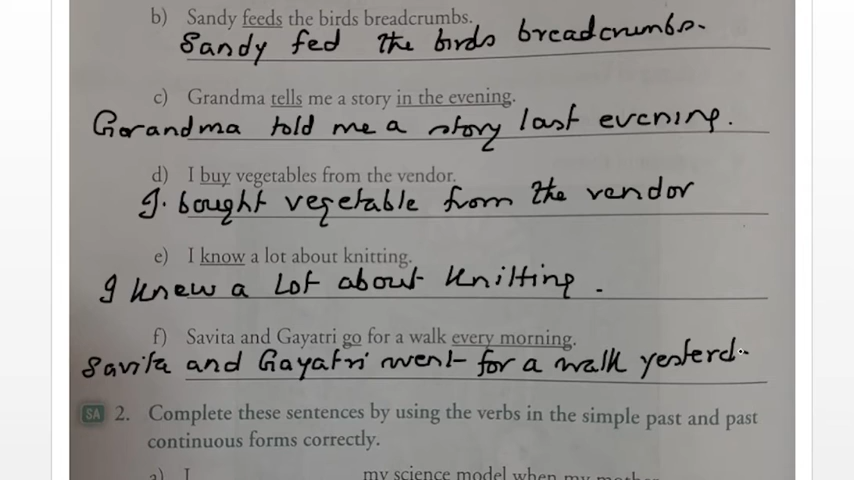 b) Sandy feeds the birds breadcrumbs.
Sandy fed the birds breadcrumbs.
c) Grandma tells me a story in the evening.
Grandma told me a story last evening.
d) I buy vegetables from the vendor.
I. bought vegetable from the vendor
e) I know a lot about knitting.
I knew a lot about knitting.
f) Savita and Gayatri go for a walk every morning.
Savita and Gayatri went for a walk yesterd
SA 2. Complete these sentences by using the verbs in the simple past and past
continuous forms correctly.
a) I my science model when my mother